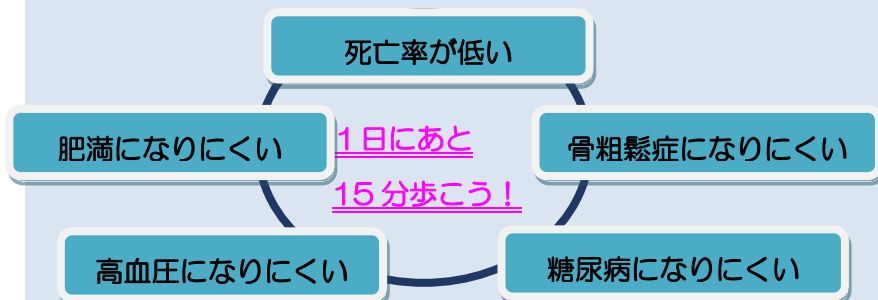 死亡率が低い
肥満になりにくい
1日にあと
15分歩こう！
骨粗鬆症になりにくい
高血圧になりにくい
糖尿病になりにくい